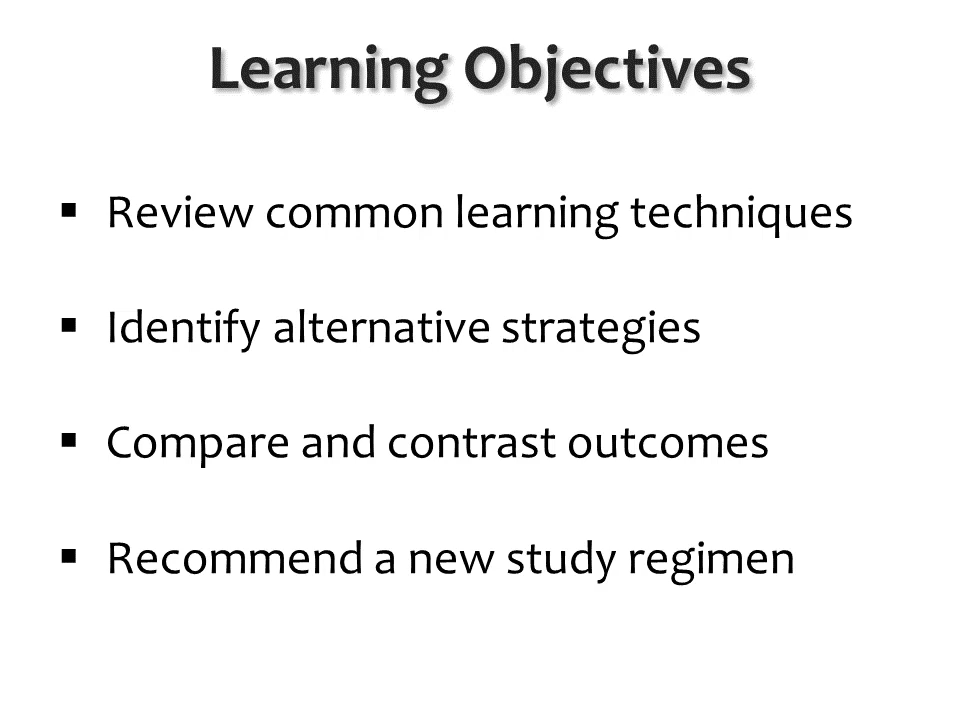 Learning Objectives
▪ Review common learning techniques
▪ Identify alternative strategies
▪ Compare and contrast outcomes
▪ Recommend a new study regimen